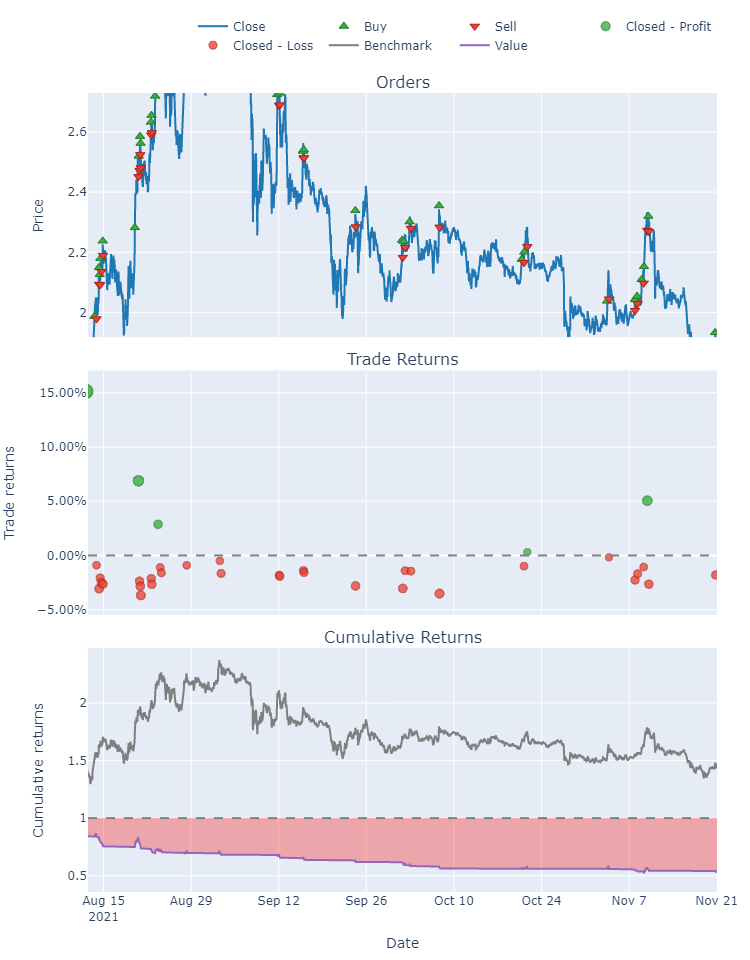 Close Buy Sell Closed - Profit
Closed - Loss Benchmark Value
Orders
2.6
2.4
2.2
2
Price
Trade Returns
15.00%
10.00%
5.00%
0.00%
−5.00%
Trade returns
Cumulative Returns
2
1.5
1
0.5
Cumulative returns
Aug 15 Aug 29 Sep 12 Sep 26 Oct 10 Oct 24 Nov 7 Nov 21
2021
Date